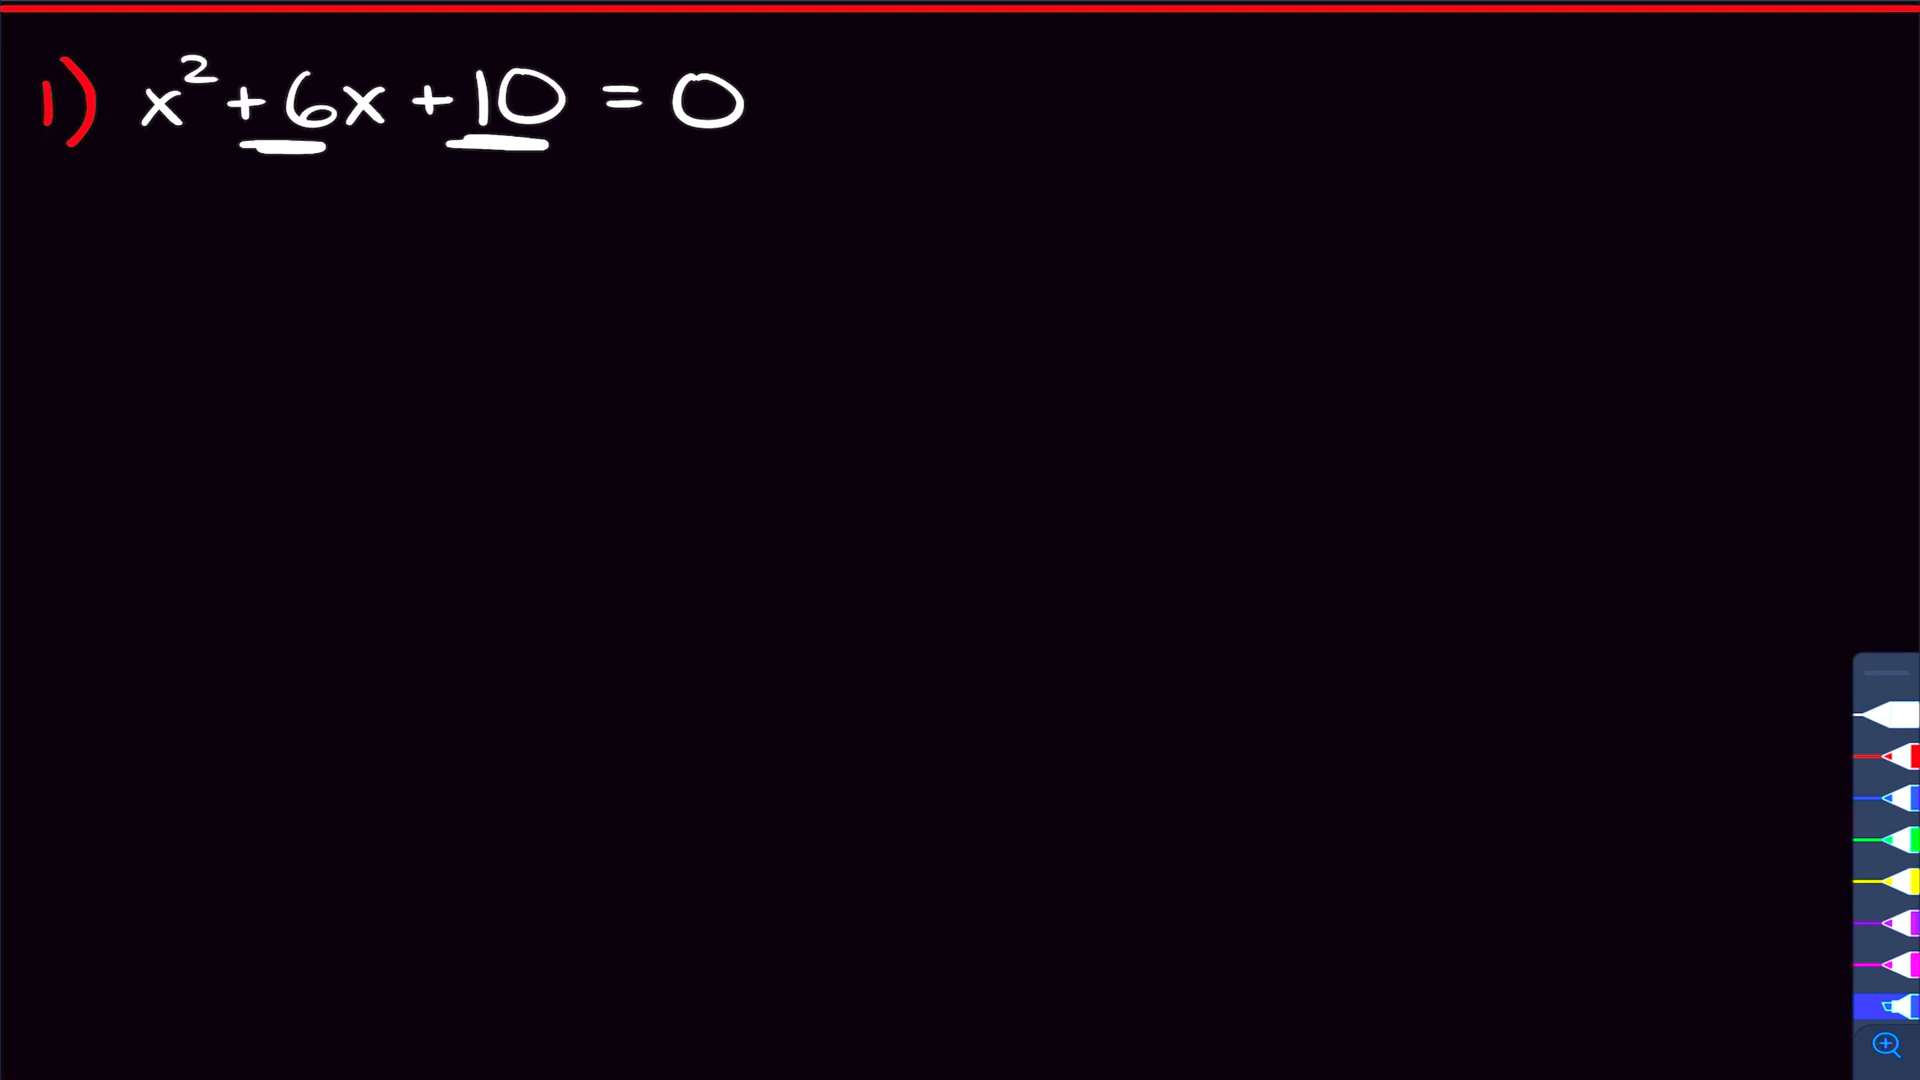 1) x² + 6x + 10 = 0